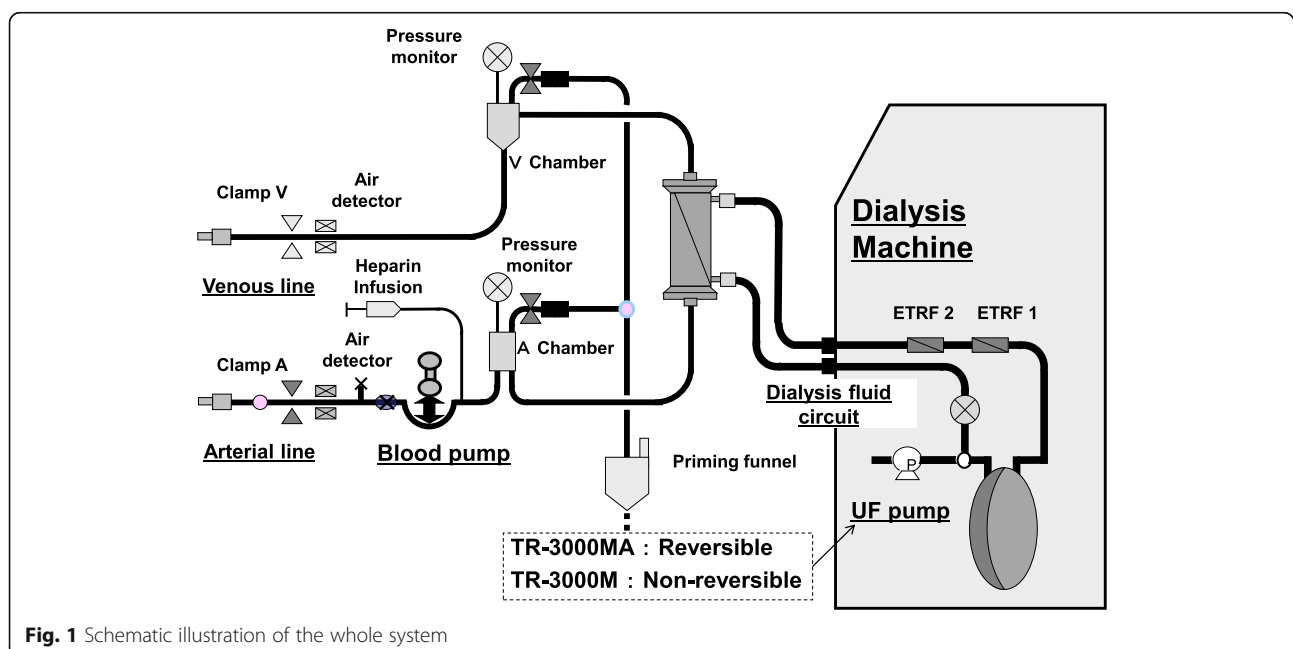 Pressure
monitor
V Chamber
Clamp V
Air
detector
Venous line
Pressure
monitor
Heparin
Infusion
A Chamber
Clamp A
Air
detector
Arterial line
Blood pump
Priming funnel
Dialysis
Machine
ETRF 2
ETRF 1
Dialysis fluid
circuit
P
UF pump
TR-3000MA : Reversible
TR-3000M : Non-reversible
Fig. 1 Schematic illustration of the whole system